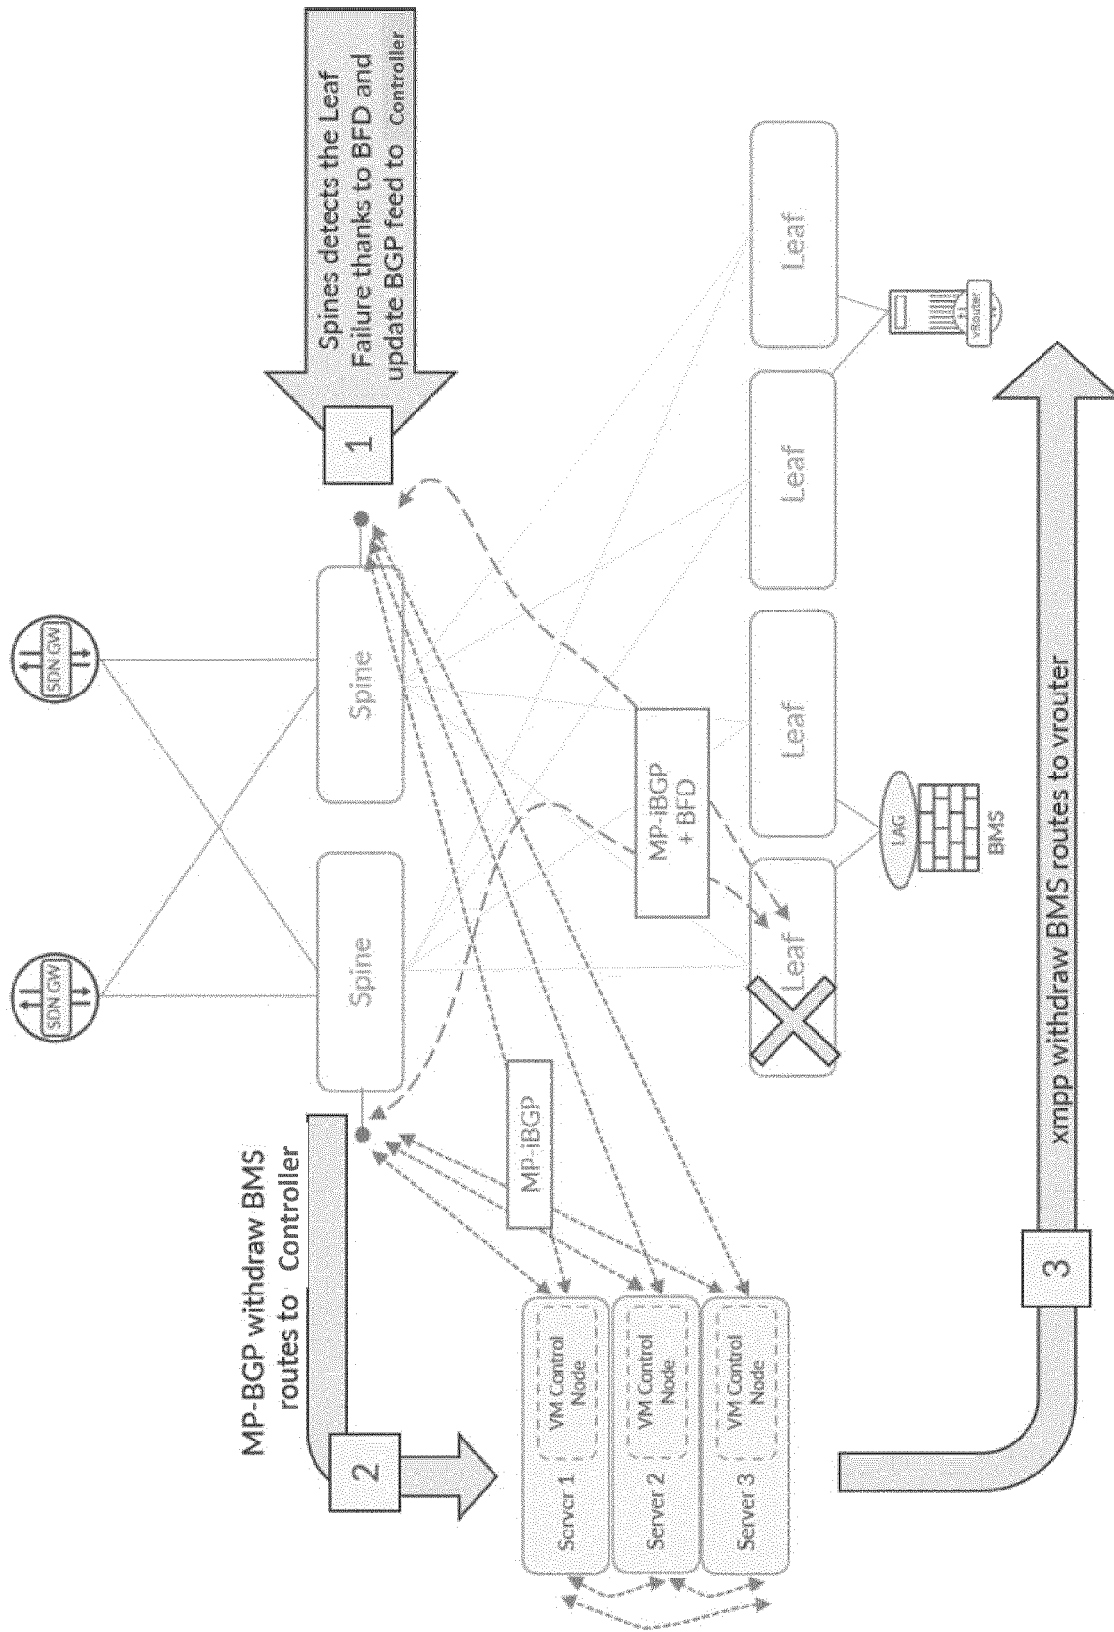 SDN GW
SDN GW
Spines detects the Leaf
Failure thanks to BFD and
update BGP feed to Controller
1
MP-BGP withdraw BMS
routes to Controller
2
Spine
Spine
MP-iBGP
MP-iBGP
+ BFD
Server 1
VM Control
Node
Server 2
VM Control
Node
Server 3
VM Control
Node
Leaf
Leaf
Leaf
Leaf
LAG
BMS
vRouter
3
xmpp withdraw BMS routes to vrouter